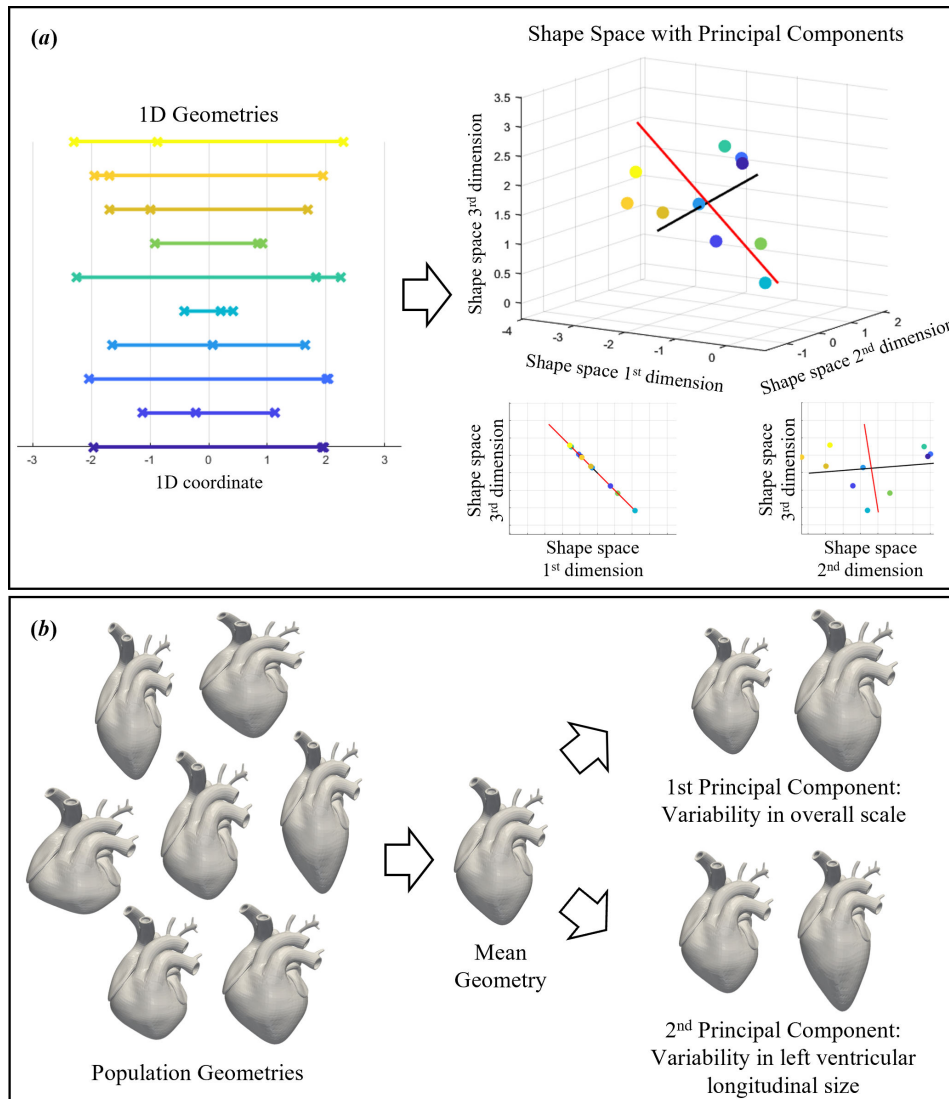 (a)
Shape Space with Principal Components
1D Geometries
-3
-2
-1
0
1
2
3
1D coordinate
3.5
3
2.5
2
1.5
1
0.5
0
Shape space 3rd dimension
-4
-3
-2
-1
0
Shape space 1st dimension
-1
0
1
2
Shape space 2nd dimension
Shape space
3rd dimension
Shape space
1st dimension
Shape space
3rd dimension
Shape space
2nd dimension
(b)
1st Principal Component:
Variability in overall scale
Mean
Geometry
Population Geometries
2nd Principal Component:
Variability in left ventricular
longitudinal size